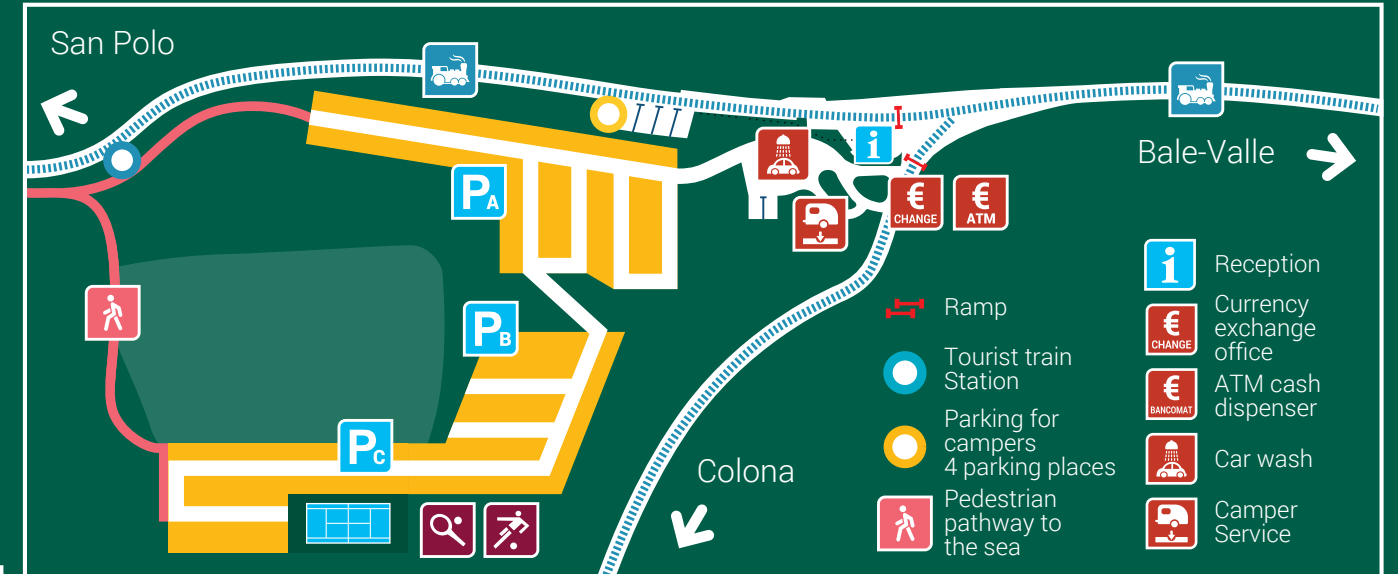 San Polo
Bale-Valle
i
PA
€
CHANGE
€
ATM
PB
PC
Colona
Ramp
Tourist train
Station
Parking for
campers
4 parking places
Pedestrian
pathway to
the sea
i
Reception
€
CHANGE
Currency
exchange
office
€
BANCOMAT
ATM cash
dispenser
Car wash
Camper
Service